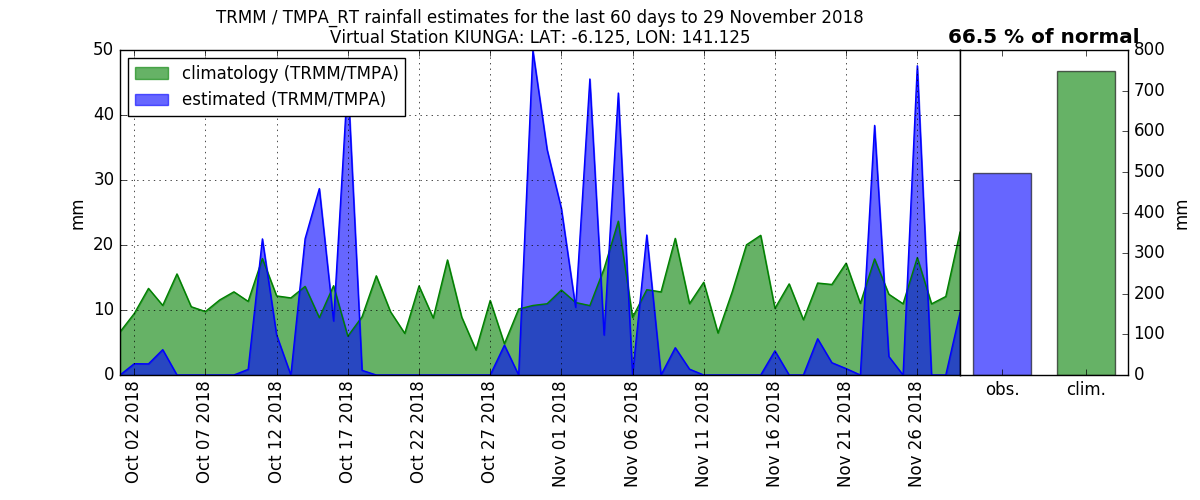 TRMM / TMPA_RT rainfall estimates for the last 60 days to 29 November 2018
Virtual Station KIUNGA: LAT: -6.125, LON: 141.125
66.5 % of normal
climatology (TRMM/TMPA)
estimated (TRMM/TMPA)
50
40
30
20
10
0
mm
800
700
600
500
400
300
200
100
0
mm
Oct 02 2018
Oct 07 2018
Oct 12 2018
Oct 17 2018
Oct 22 2018
Oct 27 2018
Nov 01 2018
Nov 06 2018
Nov 11 2018
Nov 16 2018
Nov 21 2018
Nov 26 2018
obs.
clim.